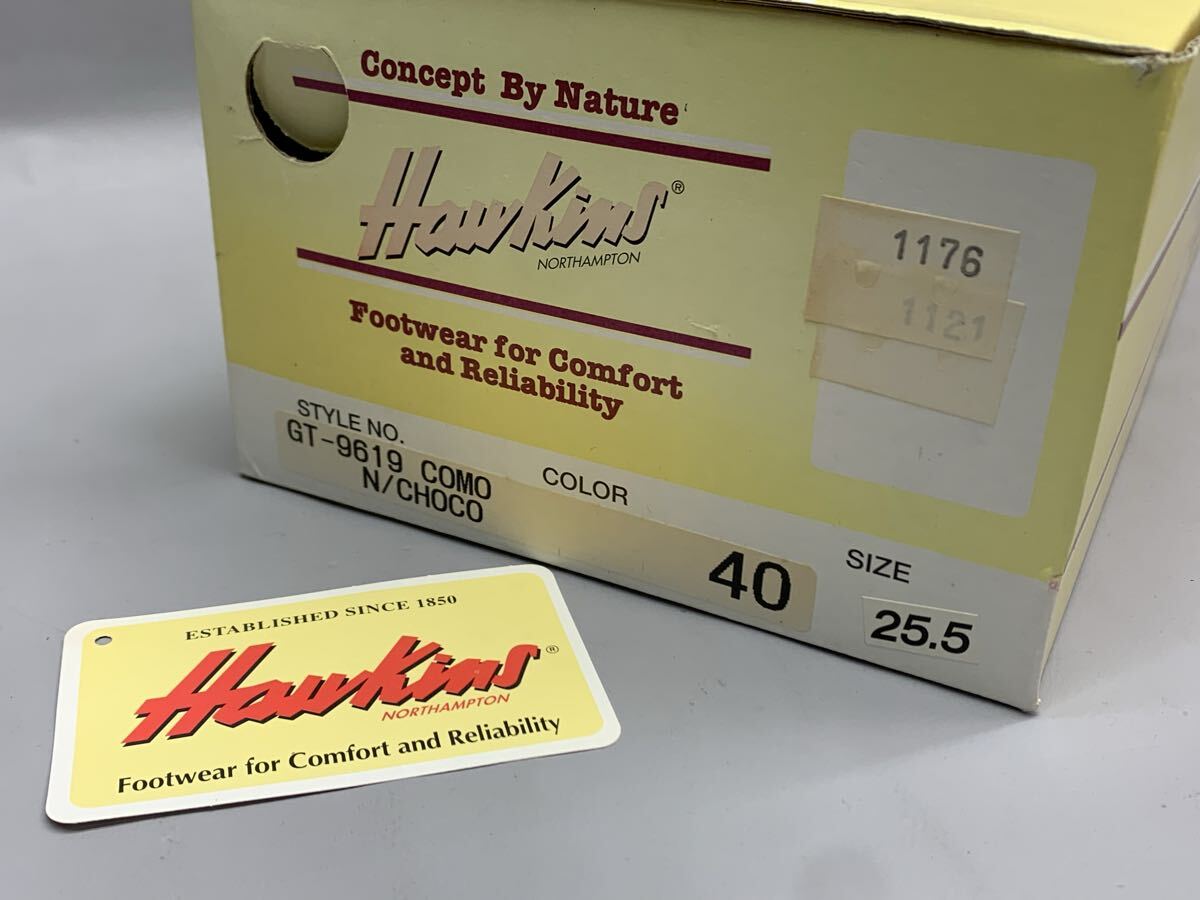 Concept By Nature
Hawkins®
NORTHAMPTON
Footwear for Comfort
and Reliability
1176
1121
STYLE NO.
GT-9619 COMO
N/CHOCO
COLOR
40
SIZE
25.5
ESTABLISHED SINCE 1850
Hawkins®
NORTHAMPTON
Footwear for Comfort and Reliability